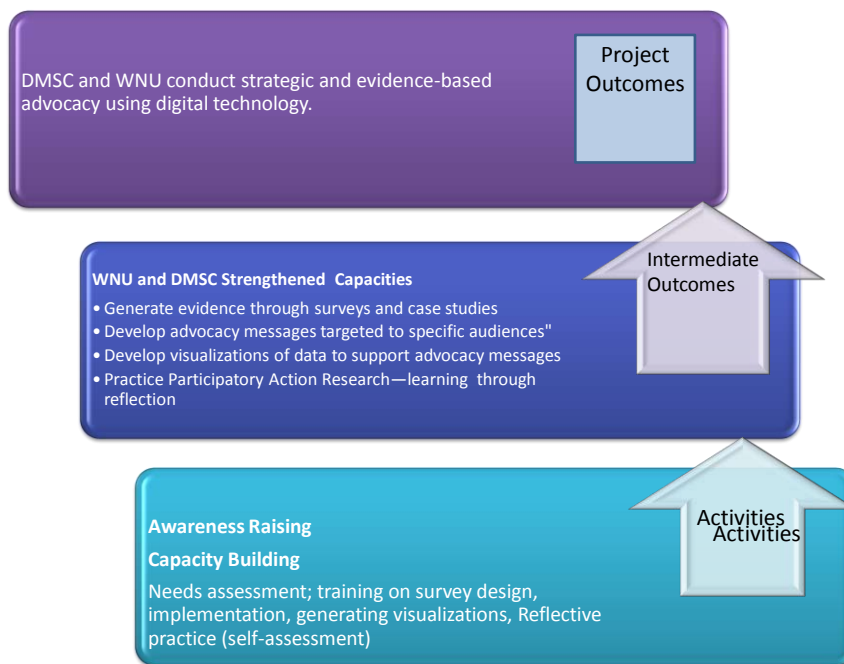 DMSC and WNU conduct strategic and evidence-based
advocacy using digital technology.
Project
Outcomes
WNU and DMSC Strengthened Capacities
• Generate evidence through surveys and case studies
• Develop advocacy messages targeted to specific audiences"
• Develop visualizations of data to support advocacy messages
• Practice Participatory Action Research—learning through
reflection
Intermediate
Outcomes
Awareness Raising
Capacity Building
Needs assessment; training on survey design,
implementation, generating visualizations, Reflective
practice (self-assessment)
Activities
Activities